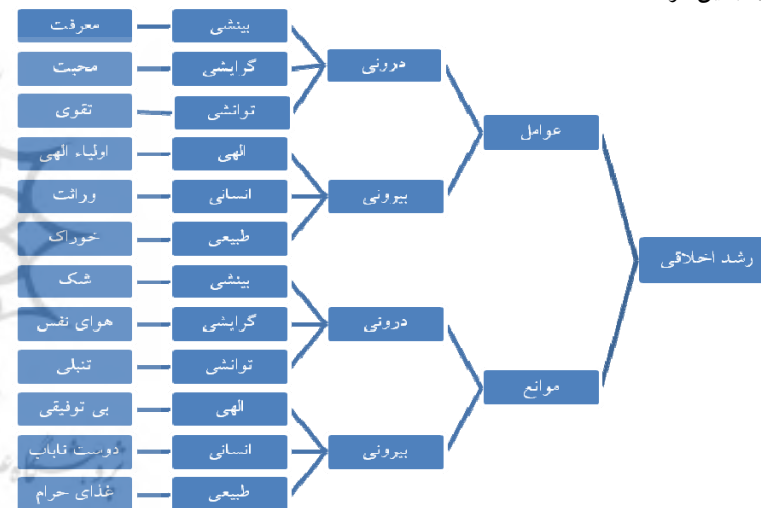 رشد اخلاقی
عوامل
درونی
بینشی
معرفت
گرایشی
محبت
توانشی
تقوی
بیرونی
الهی
اولیاء الهی
انسانی
وراثت
طبیعی
خوراک
موانع
درونی
بینشی
شک
گرایشی
هوای نفس
توانشی
تنبلی
بیرونی
الهی
بی توفیقی
انسانی
دوست ناباب
طبیعی
غذای حرام